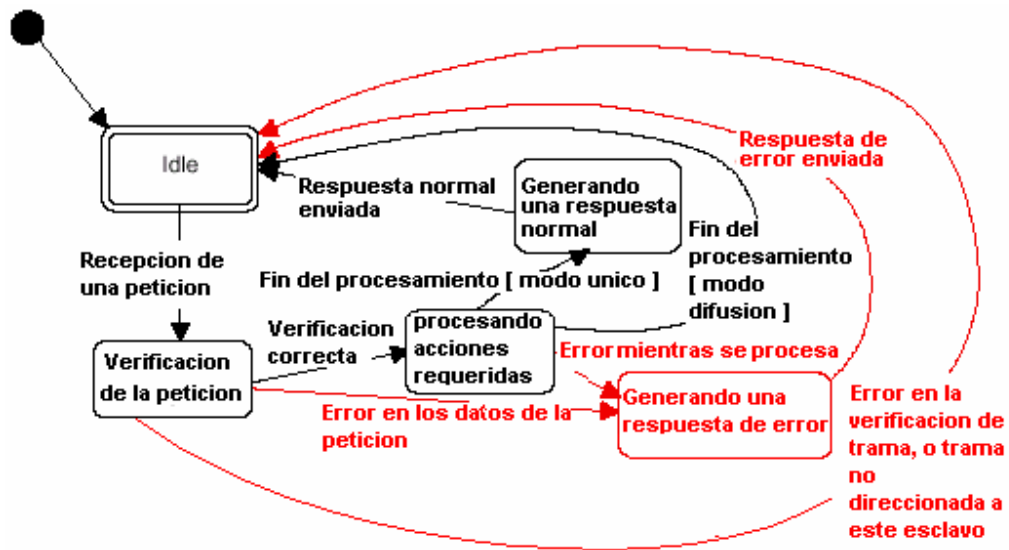 Idle
Respuesta de
error enviada
Respuesta normal
enviada
Generando
una respuesta
normal
Fin del
procesamiento
[ modo
difusion ]
Recepcion de
una peticion
Fin del procesamiento [ modo unico ]
Verificacion
correcta
procesando
acciones
requeridas
Verificacion
de la peticion
Error mientras se procesa
Error en los datos de la
peticion
Generando una
respuesta de error
Error en la
verificacion de
trama, o trama
no
direccionada a
este esclavo